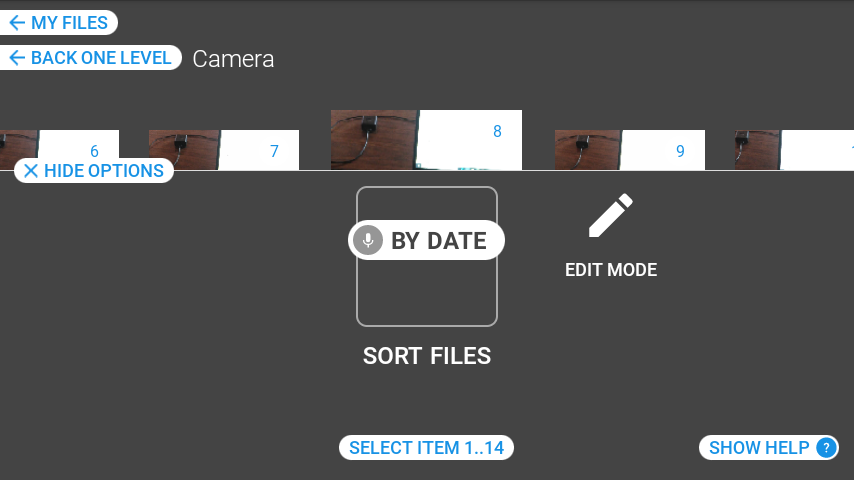 MY FILES
BACK ONE LEVEL
Camera
6
7
8
9
HIDE OPTIONS
BY DATE
EDIT MODE
SORT FILES
SELECT ITEM 1..14
SHOW HELP ?